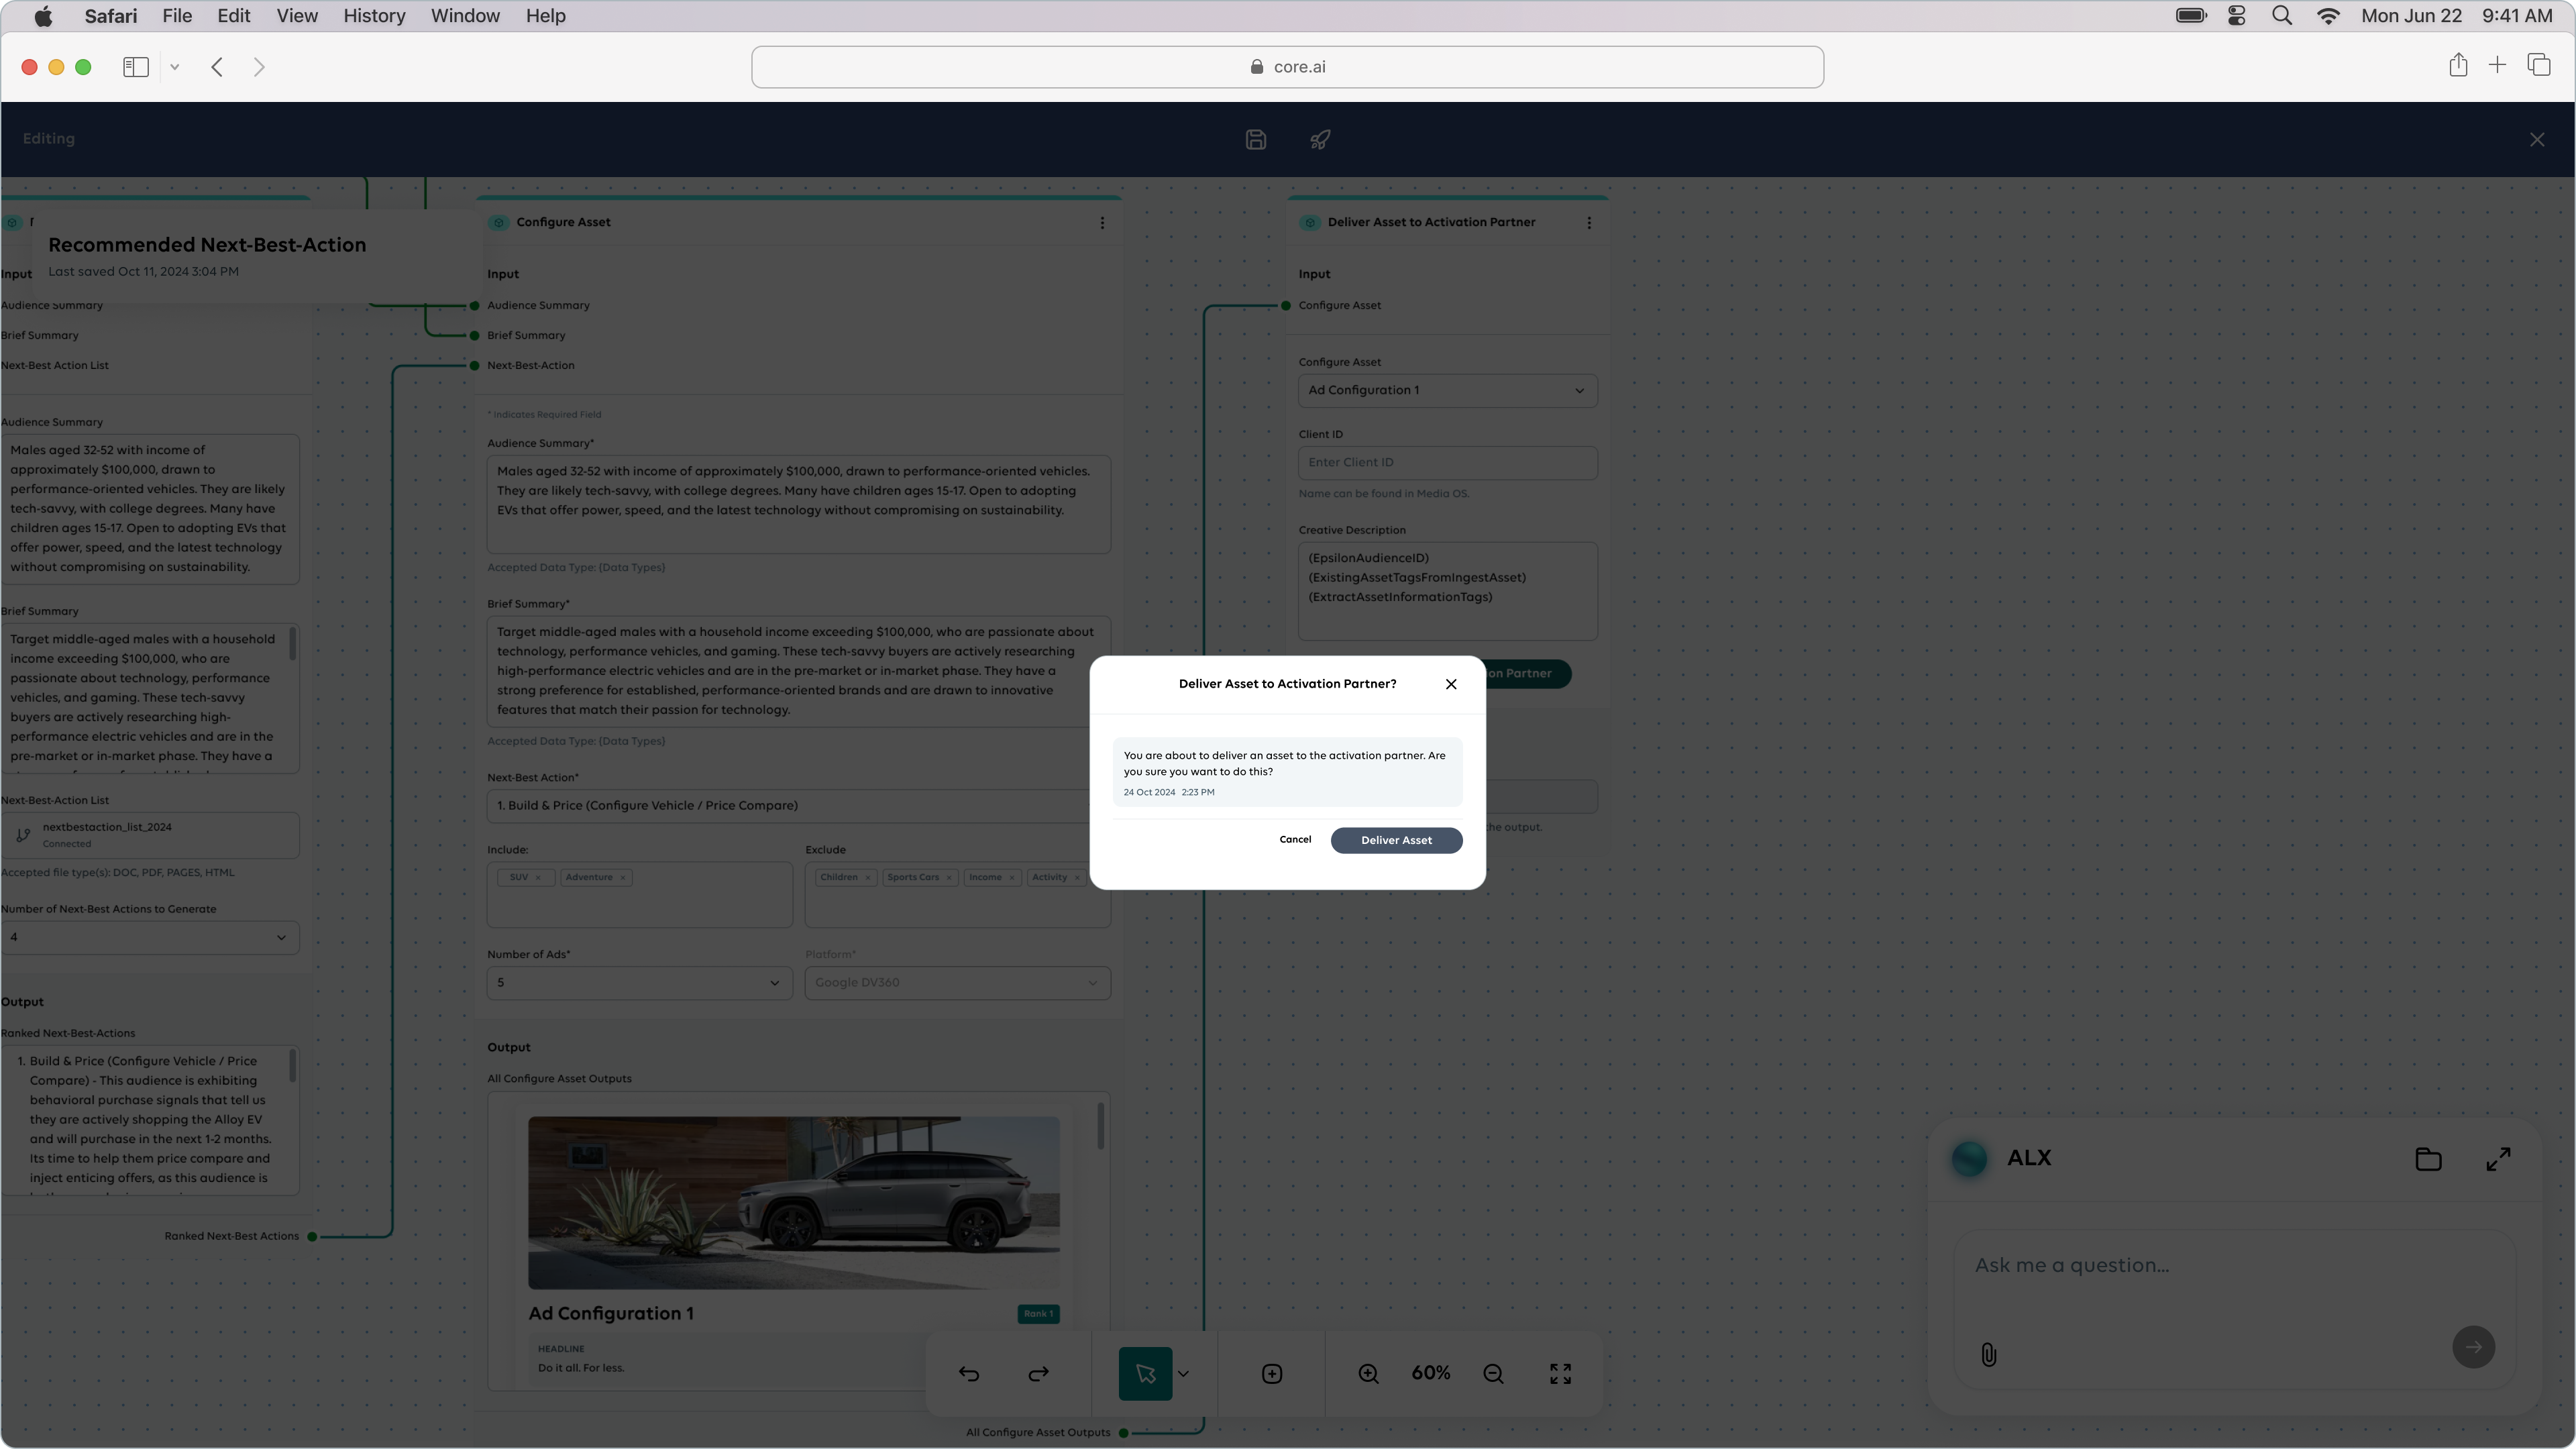 Safari File Edit View History Window Help
Mon Jun 22 9:41 AM
core.ai
Editing
Recommended Next-Best-Action
Last saved Oct 11, 2024 3:04 PM
Input
Audience Summary
Brief Summary
Next-Best Action List
Audience Summary
Males aged 32-52 with income of
approximately $100,000, drawn to
performance-oriented vehicles. They are likely
tech-savvy, with college degrees. Many have
children ages 15-17. Open to adopting EVs that
offer power, speed, and the latest technology
without compromising on sustainability.
Brief Summary
Target middle-aged males with a household
income exceeding $100,000, who are
passionate about technology, performance
vehicles, and gaming. These tech-savvy
buyers are actively researching high-
performance electric vehicles and are in the
pre-market or in-market phase. They have a
Next-Best-Action List
nextbestaction_list_2024
Connected
Accepted file type(s): DOC, PDF, PAGES, HTML
Number of Next-Best Actions to Generate
4
Output
Ranked Next-Best-Actions
1. Build & Price (Configure Vehicle / Price
Compare) - This audience is exhibiting
behavioral purchase signals that tell us
they are actively shopping the Alloy EV
and will purchase in the next 1-2 months.
Its time to help them price compare and
inject enticing offers, as this audience is
Ranked Next-Best Actions
Configure Asset
Input
Audience Summary
Brief Summary
Next-Best-Action
* Indicates Required Field
Audience Summary*
Males aged 32-52 with income of approximately $100,000, drawn to performance-oriented vehicles.
They are likely tech-savvy, with college degrees. Many have children ages 15-17. Open to adopting
EVs that offer power, speed, and the latest technology without compromising on sustainability.
Accepted Data Type: {Data Types}
Brief Summary*
Target middle-aged males with a household income exceeding $100,000, who are passionate about
technology, performance vehicles, and gaming. These tech-savvy buyers are actively researching
high-performance electric vehicles and are in the pre-market or in-market phase. They have a
strong preference for established, performance-oriented brands and are drawn to innovative
features that match their passion for technology.
Accepted Data Type: {Data Types}
Next-Best Action*
1. Build & Price (Configure Vehicle / Price Compare)
Include:
SUV × Adventure ×
Exclude
Children × Sports Cars × Income × Activity ×
Number of Ads*
5
Platform*
Google DV360
Output
All Configure Asset Outputs
Ad Configuration 1
Rank 1
HEADLINE
Do it all. For less.
All Configure Asset Outputs
Deliver Asset to Activation Partner
Input
Configure Asset
Configure Asset
Ad Configuration 1
Client ID
Enter Client ID
Name can be found in Media OS.
Creative Description
(EpsilonAudienceID)
(ExistingAssetTagsFromIngestAsset)
(ExtractAssetInformationTags)
on Partner
the output.
Deliver Asset to Activation Partner?
You are about to deliver an asset to the activation partner. Are
you sure you want to do this?
24 Oct 2024 2:23 PM
Cancel
Deliver Asset
60%
ALX
Ask me a question...